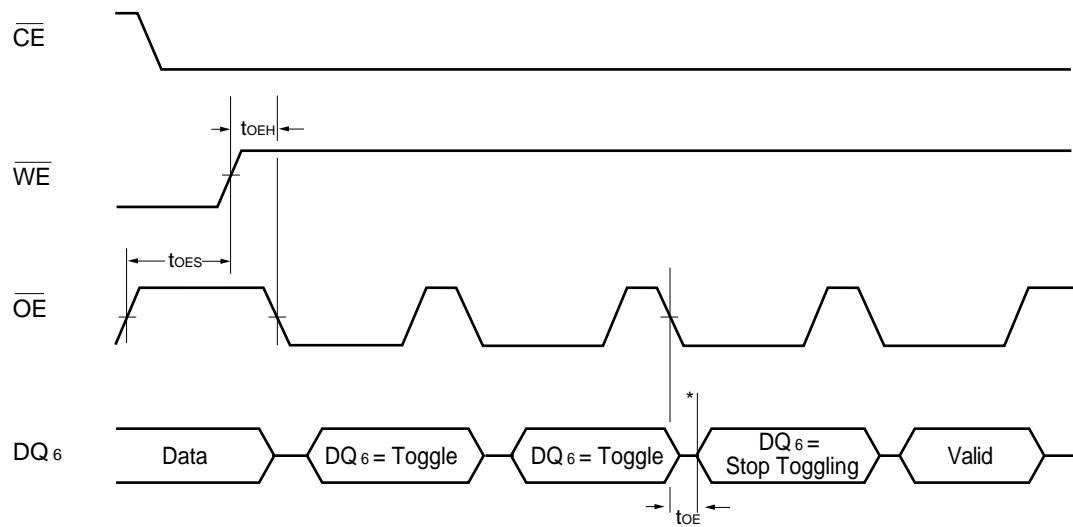 CE
tOEH
WE
tOES
OE
*
DQ6
Data
DQ6 = Toggle
DQ6 = Toggle
DQ6 =
Stop Toggling
Valid
tOE